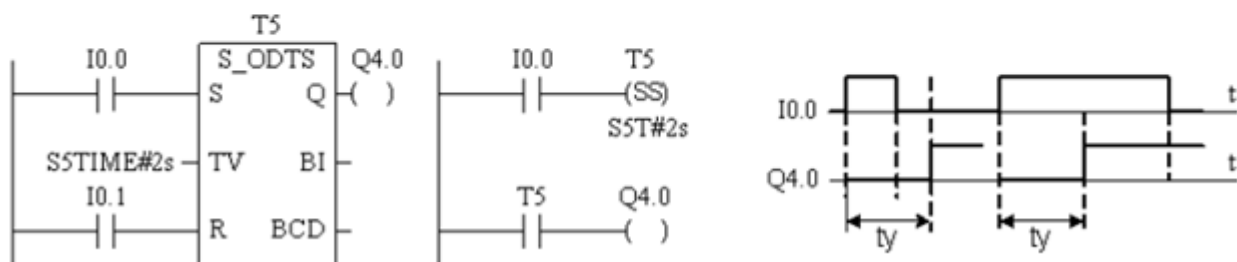 T5
I0.0
S_ODTS
Q4.0
S
Q
( )
S5TIME#2s
TV
BI
I0.1
R
BCD
I0.0
T5
(SS)
S5T#2s
T5
Q4.0
( )
I0.0
t
Q4.0
t
ty
ty